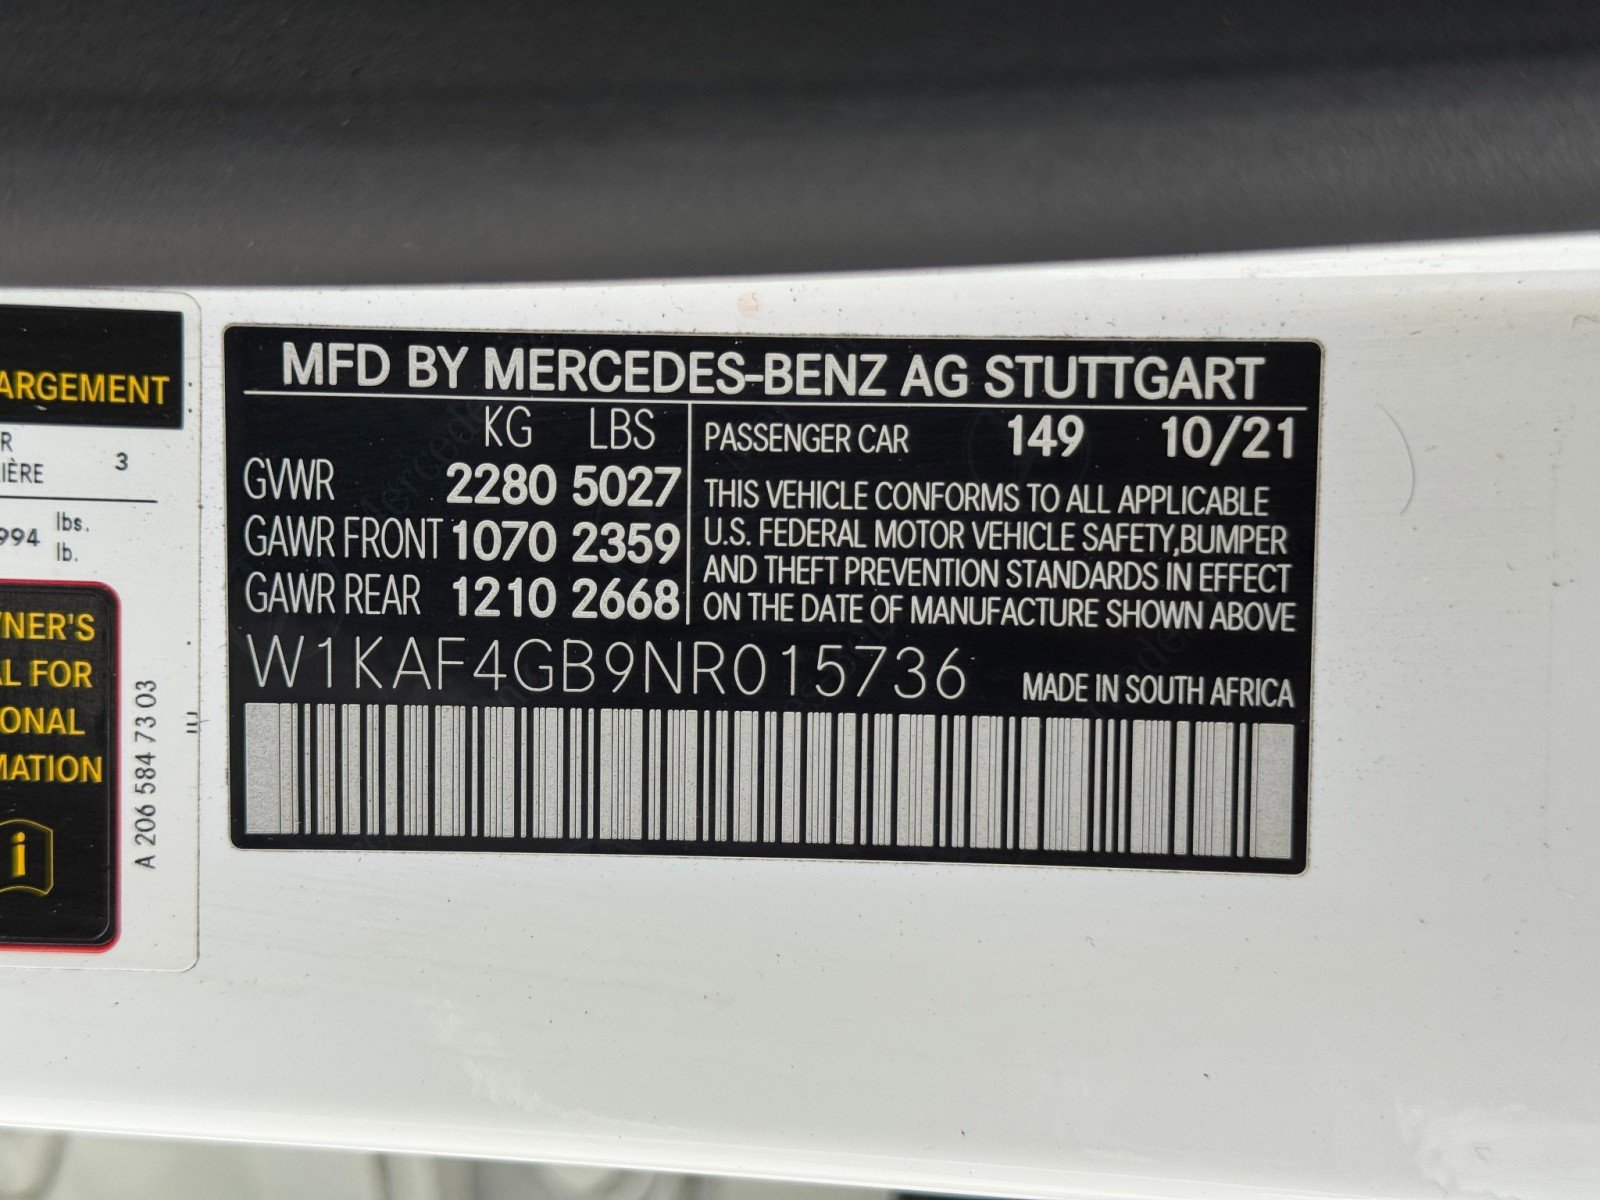 ARGEMENT
R
IÈRE 3
994 lbs.
lb.
NER'S
L FOR
ONAL
MATION
i
A 206 584 73 03
MFD BY MERCEDES-BENZ AG STUTTGART
KG LBS
GVWR 2280 5027
GAWR FRONT 1070 2359
GAWR REAR 1210 2668
PASSENGER CAR 149 10/21
THIS VEHICLE CONFORMS TO ALL APPLICABLE
U.S. FEDERAL MOTOR VEHICLE SAFETY,BUMPER
AND THEFT PREVENTION STANDARDS IN EFFECT
ON THE DATE OF MANUFACTURE SHOWN ABOVE
W1KAF4GB9NR015736
MADE IN SOUTH AFRICA